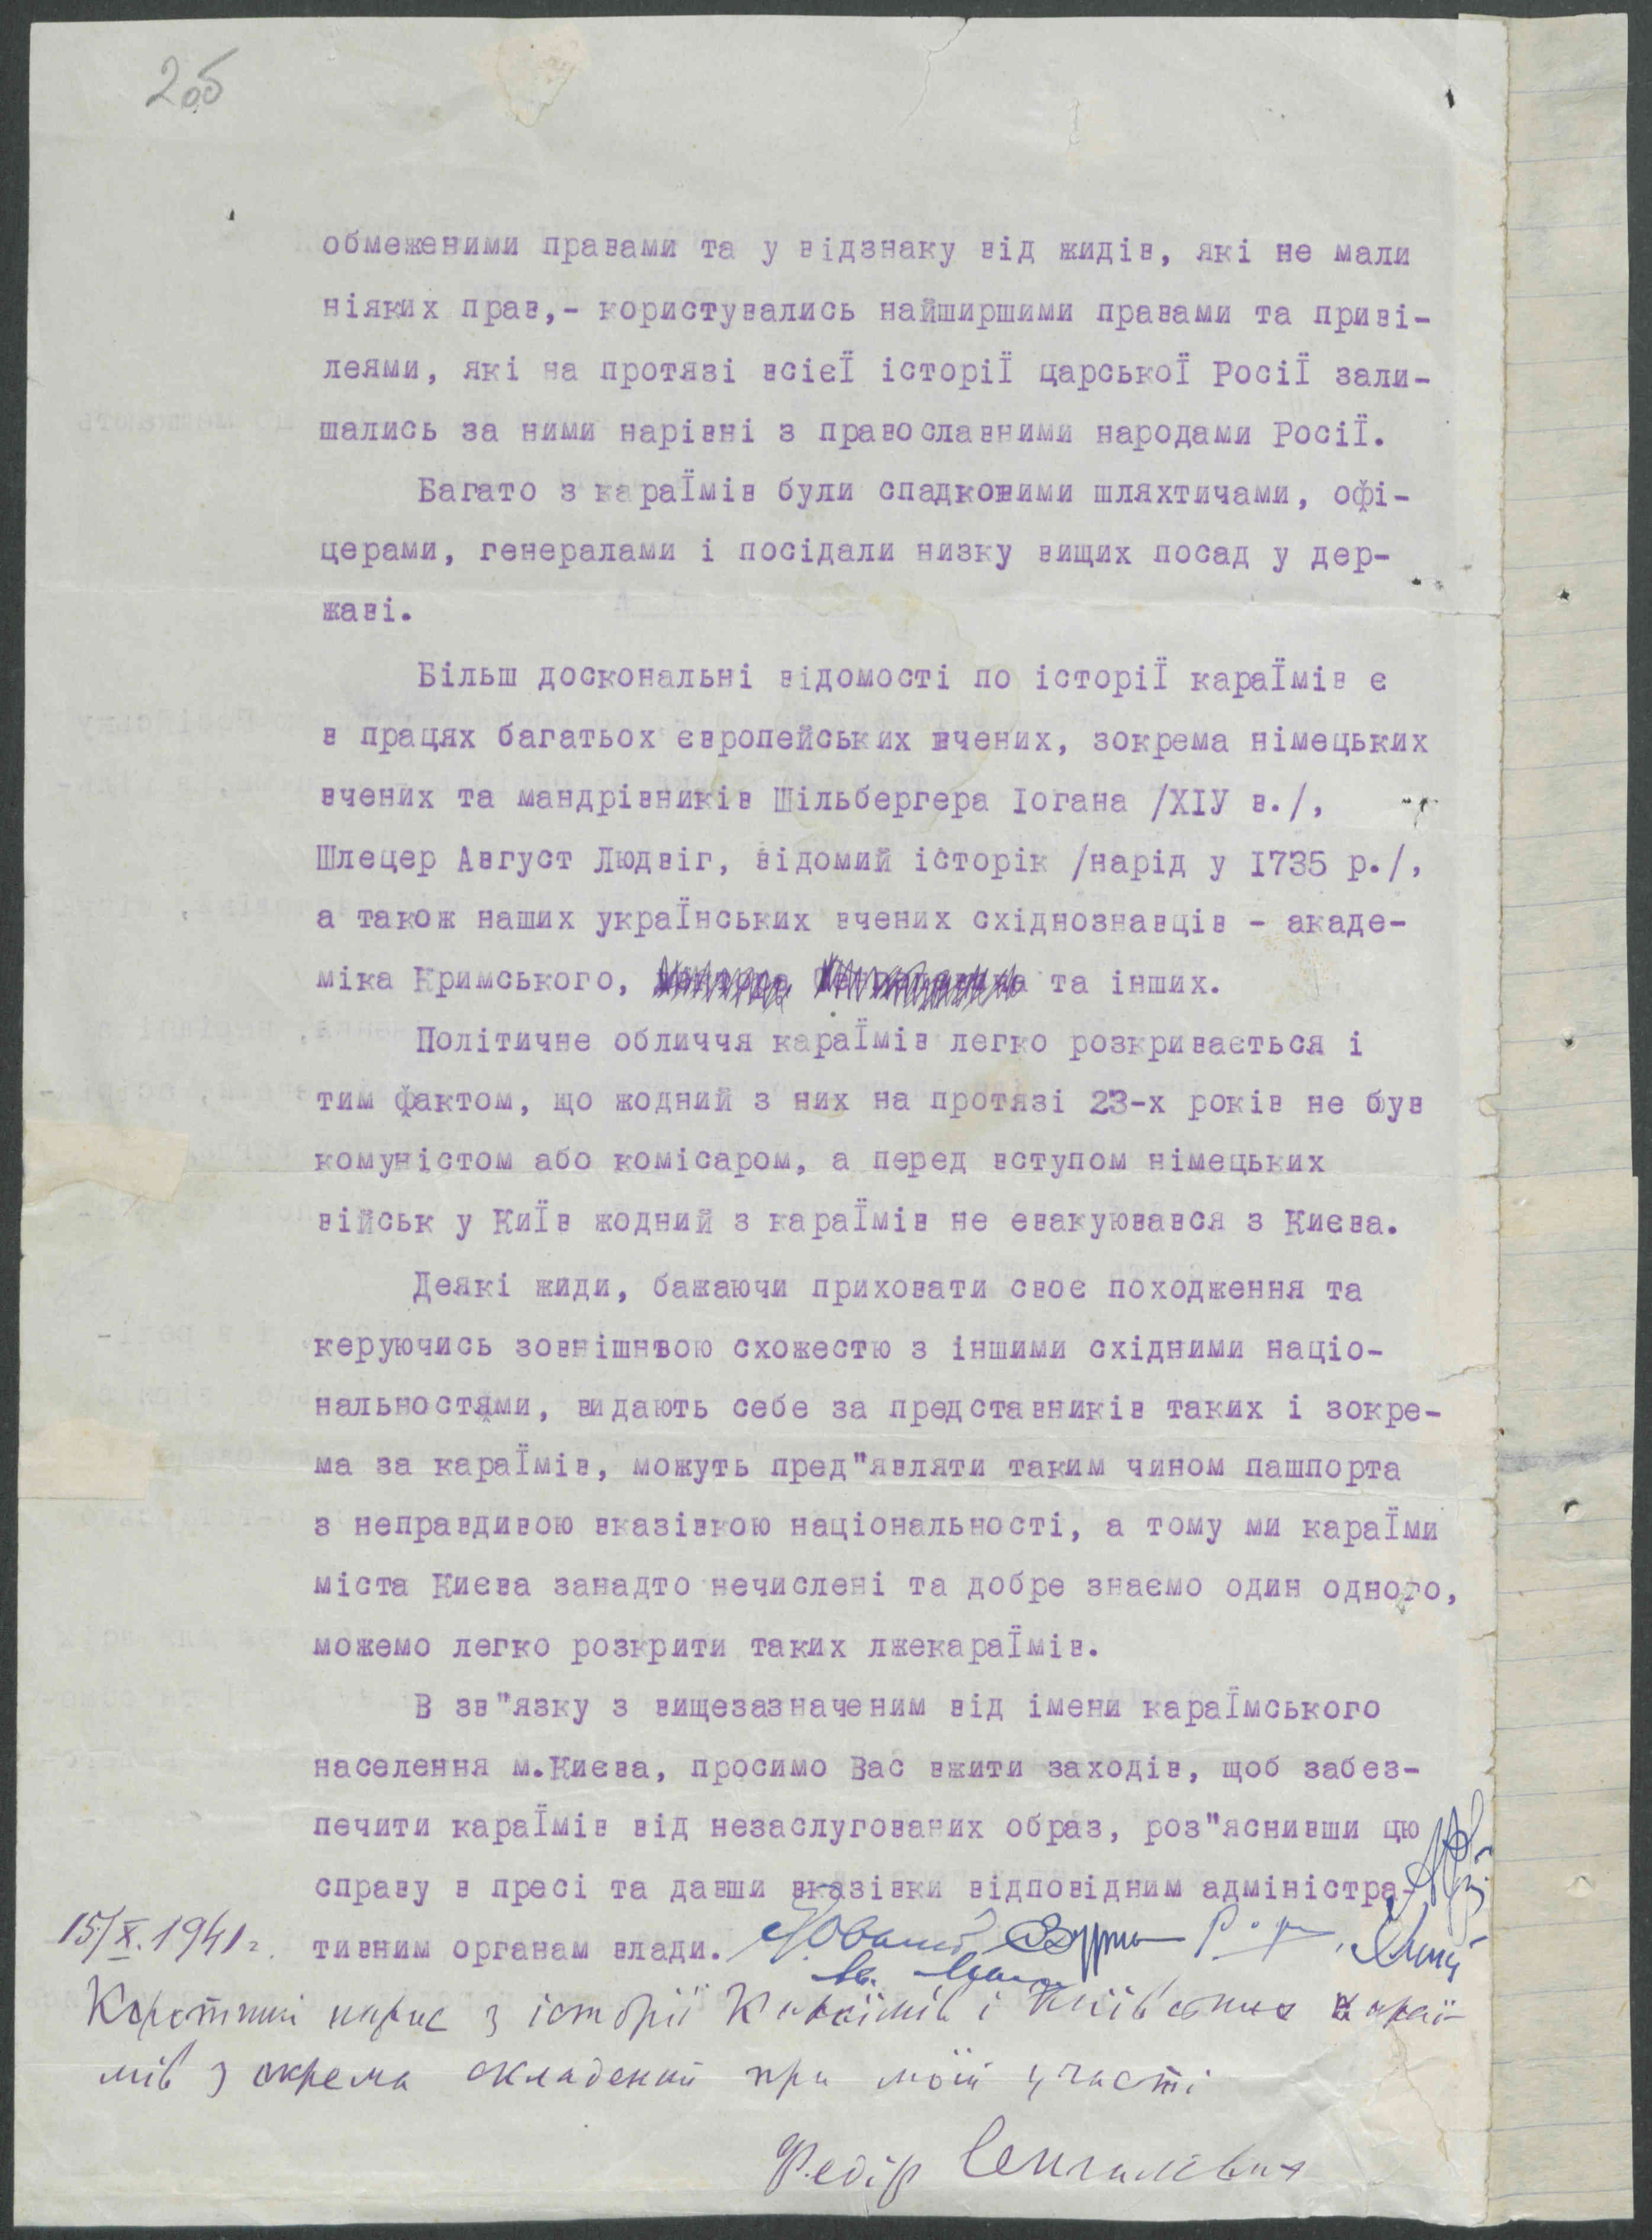 2об
обмеженими правами та у відзнаку від жидів, які не мали
ніяких прав,- користувались найширшими правами та приві-
леями, які на протязі всієї історії царської Росії зали-
шались за ними нарівні з православними народами Росії.
Багато з караїмів були спадковими шляхтичами, офі-
церами, генералами і посідали низку вищих посад у дер-
жаві.
Більш досконалні відомості по історії караїмів є
в працях багатьох європейських вчених, зокрема німецьких
вчених та мандрівників Шільбергера Іогана /ХІУ в./,
Шлецер Август Людвіг, відомий історік /нарід у І735 р./,
а також наших українських вчених східнознавців - акаде-
міка Кримського, та інших.
Політичне обличчя караїмів легко розкривається і
тим фактом, що жодний з них на протязі 23-х років не був
комуністом або комісаром, а перед вступом німецьких
військ у Київ жодний з караїмів не евакуювався з Києва.
Деякі жиди, бажаючи приховати своє походження та
керуючись зовнішньою схожестю з іншими східними націо-
нальностями, видають себе за представників таких і зокре-
ма за караїмів, можуть пред"являти таким чином пашпорта
з неправдивою вказівкою національності, а тому ми караїми
міста Києва занадто нечислені та добре знаємо один одного,
можемо легко розкрити таких лжекараїмів.
В зв"язку з вищезазначеним від імени караїмського
населення м.Києва, просимо Вас вжити заходів, щоб забез-
печити караїмів від незаслугованих образ, роз"яснивши цю
справу в пресі та давши вказівки відповідним адміністра-
15/X.1941г. тивним органам влади.
Короткий нарис з історії Караїмів і Київських караї-
мів зокрема складений при моїй участі
Федір